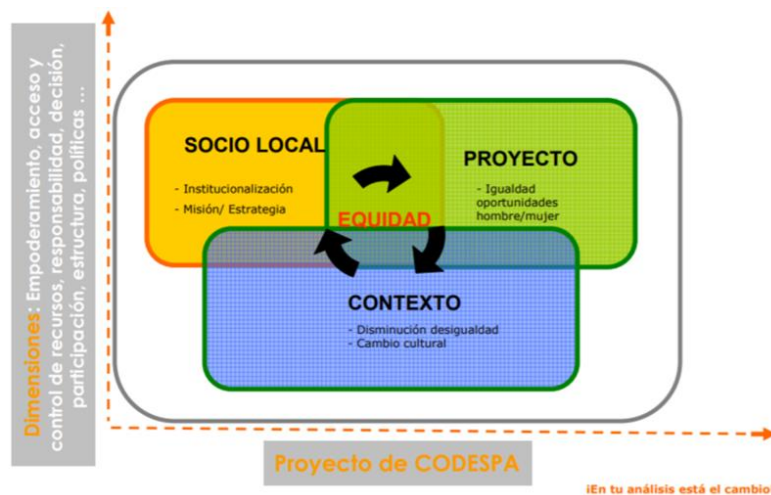 Dimensiones: Empoderamiento, acceso y
control de recursos, responsabilidad, decisión,
participación, estructura, políticas ...
SOCIO LOCAL
- Institucionalización
- Misión/ Estrategia
PROYECTO
- Igualdad
oportunidades
hombre/mujer
EQUIDAD
CONTEXTO
- Disminución desigualdad
- Cambio cultural
Proyecto de CODESPA
¡En tu análisis está el cambio